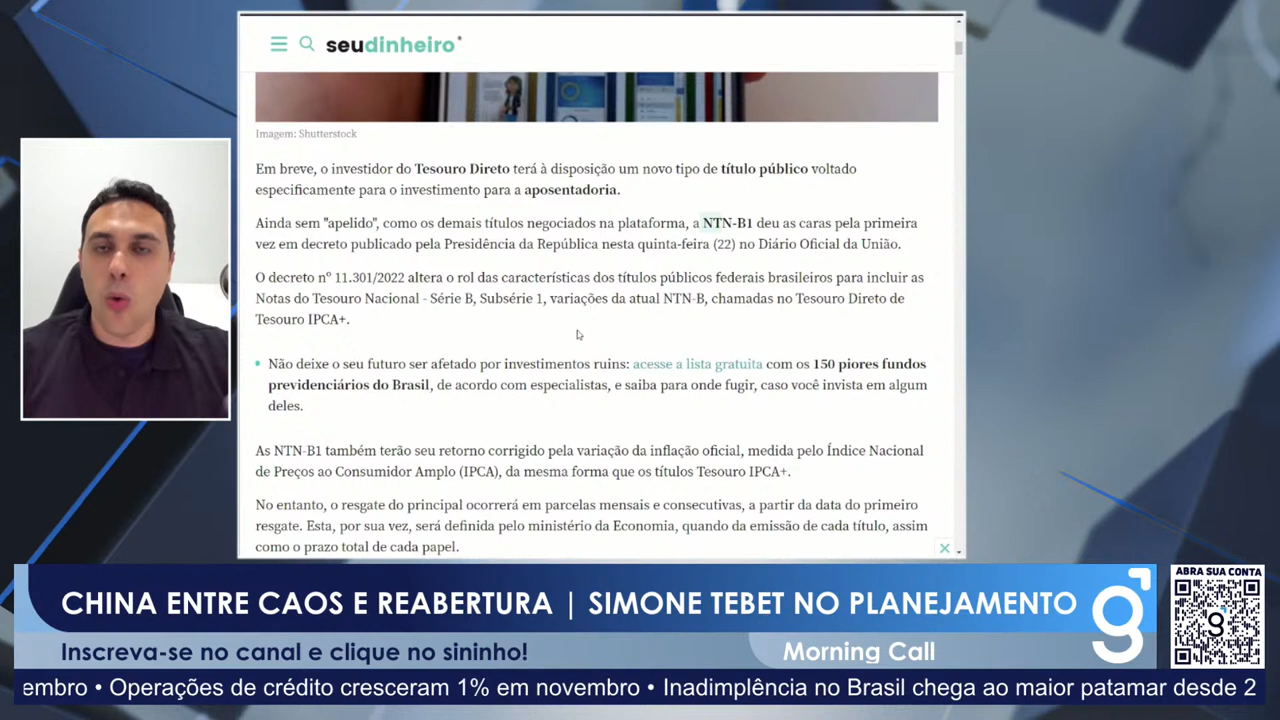 seudinheiro
Imagem: Shutterstock
Em breve, o investidor do Tesouro Direto terá à disposição um novo tipo de título público voltado
especificamente para o investimento para a aposentadoria.
Ainda sem "apelido", como os demais títulos negociados na plataforma, a NTN-B1 deu as caras pela primeira
vez em decreto publicado pela Presidência da República nesta quinta-feira (22) no Diário Oficial da União.
O decreto nº 11.301/2022 altera o rol das características dos títulos públicos federais brasileiros para incluir as
Notas do Tesouro Nacional - Série B, Subsérie 1, variações da atual NTN-B, chamadas no Tesouro Direto de
Tesouro IPCA+.
Não deixe o seu futuro ser afetado por investimentos ruins: acesse a lista gratuita com os 150 piores fundos
previdenciários do Brasil, de acordo com especialistas, e saiba para onde fugir, caso você invista em algum
deles.
As NTN-B1 também terão seu retorno corrigido pela variação da inflação oficial, medida pelo Índice Nacional
de Preços ao Consumidor Amplo (IPCA), da mesma forma que os títulos Tesouro IPCA+.
No entanto, o resgate do principal ocorrerá em parcelas mensais e consecutivas, a partir da data do primeiro
resgate. Esta, por sua vez, será definida pelo ministério da Economia, quando da emissão de cada título, assim
como o prazo total de cada papel.
ABRA SUA CONTA
CHINA ENTRE CAOS E REABERTURA | SIMONE TEBET NO PLANEJAMENTO
Inscreva-se no canal e clique no sininho!
Morning Call
embro • Operações de crédito cresceram 1% em novembro • Inadimplência no Brasil chega ao maior patamar desde 2